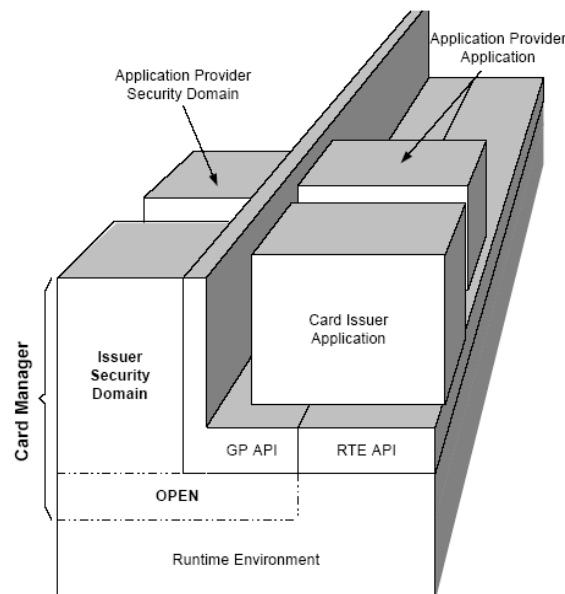 Application Provider
Application
Application Provider
Security Domain
Card Issuer
Application
Issuer
Security
Domain
Card Manager
GP API
RTE API
OPEN
Runtime Environment